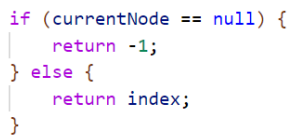 if (currentNode == null) {
    return -1;
} else {
    return index;
}